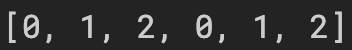 [0, 1, 2, 0, 1, 2]